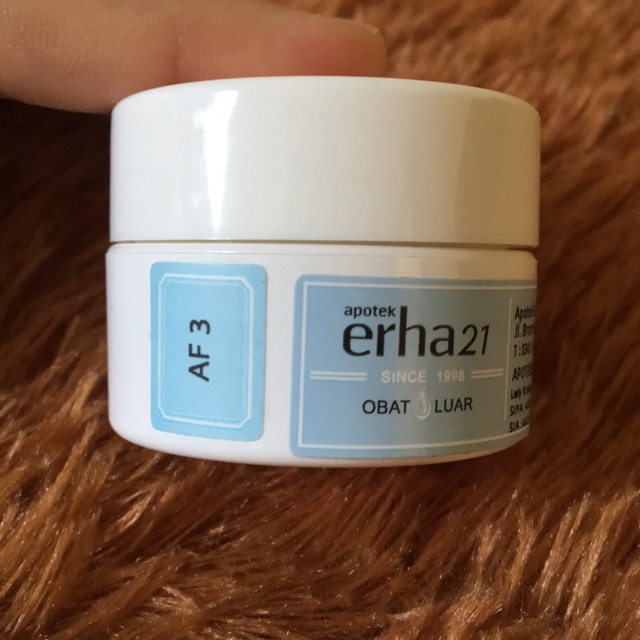 AF 3
apotek
erha21
SINCE 1998
OBAT LUAR
T :